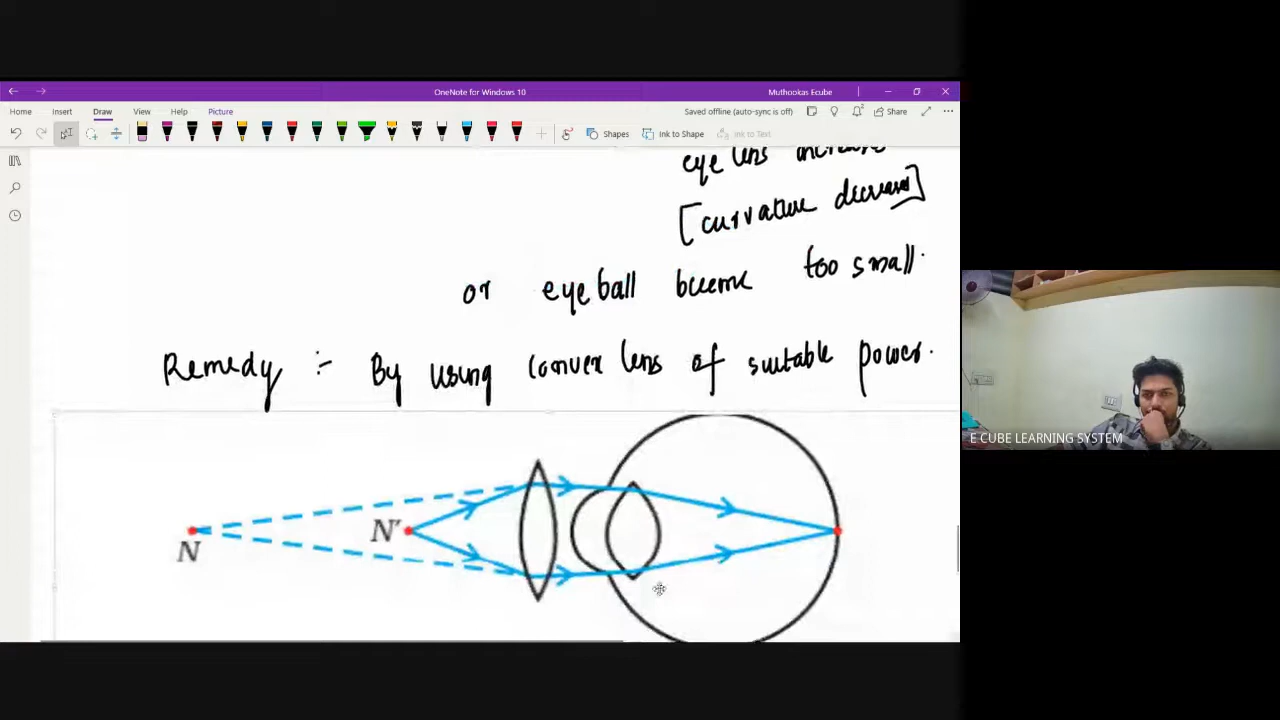 OneNote for Windows 10
Muthookas Ecube
Home Insert Draw View Help Picture
Saved offline (auto-sync is off)
Share
Shapes
Ink to Shape
Ink to Text
eye lens increase
[curvature decreases]
or eyeball become too small.
Remedy :- By using convex lens of suitable power.
N
N'
E CUBE LEARNING SYSTEM